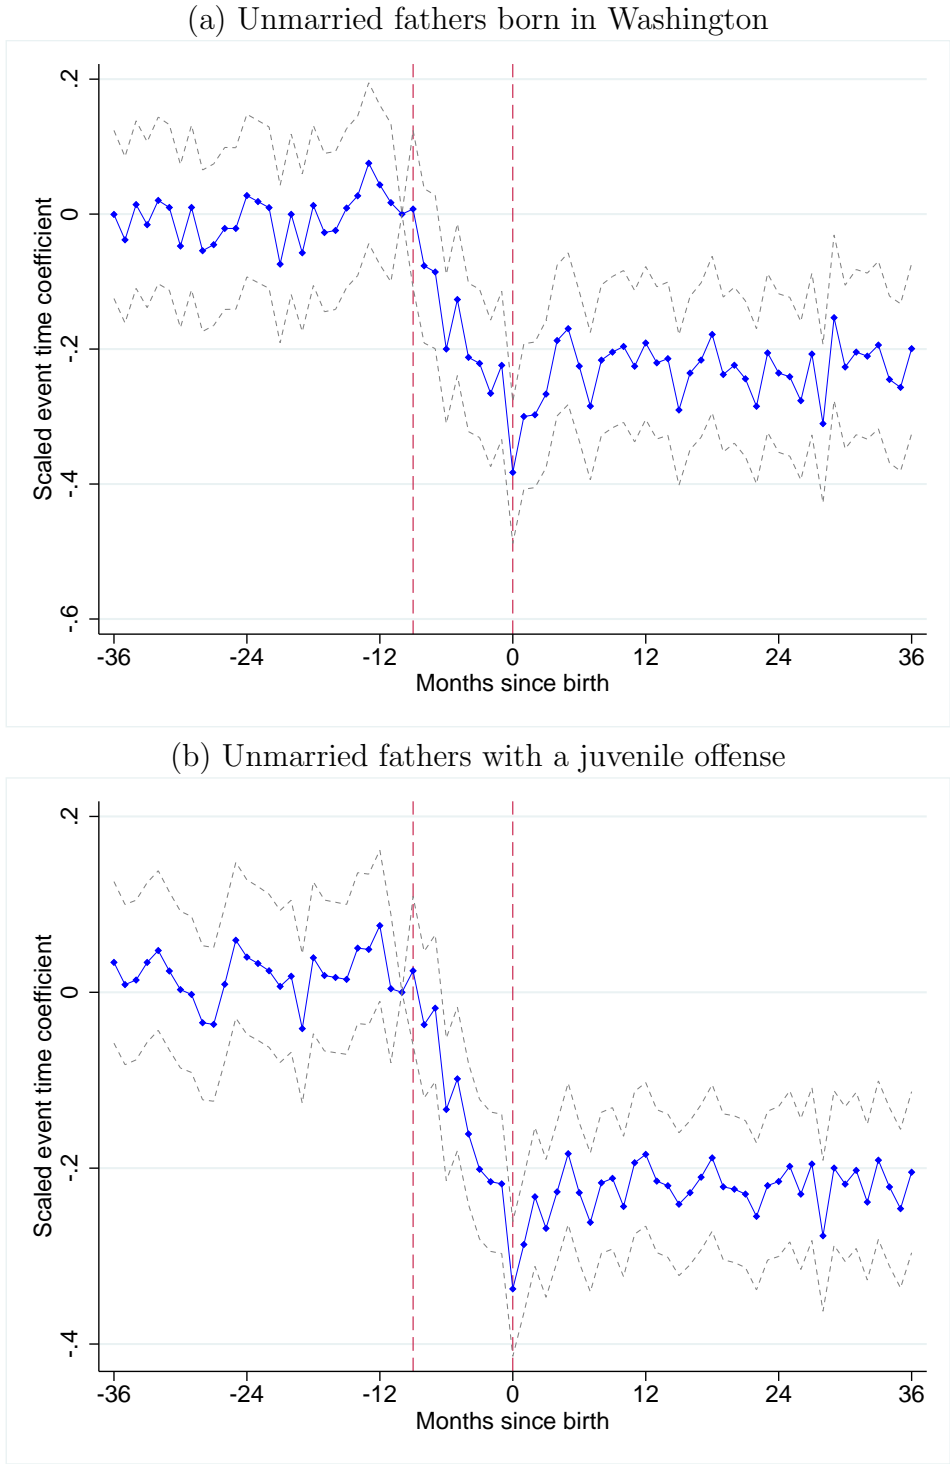 (a) Unmarried fathers born in Washington
.2
0
-.2
-.4
-.6
Scaled event time coefficient
-36 -24 -12 0 12 24 36
Months since birth
(b) Unmarried fathers with a juvenile offense
.2
0
-.2
-.4
Scaled event time coefficient
-36 -24 -12 0 12 24 36
Months since birth